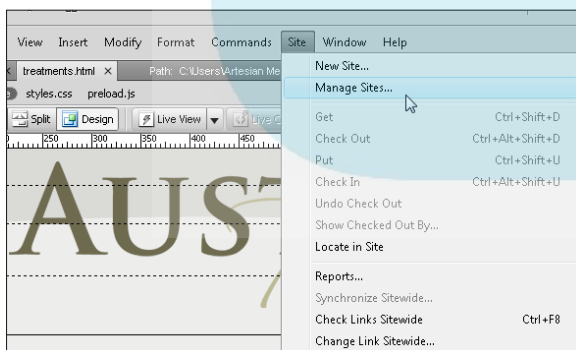 View Insert Modify Format Commands Site Window Help
treatments.html × Path: C:\Users\Artesian Me
styles.css preload.js
Split Design Live View Live C
250 300 350 400 450
AUST
New Site...
Manage Sites...
Get Ctrl+Shift+D
Check Out Ctrl+Alt+Shift+D
Put Ctrl+Shift+U
Check In Ctrl+Alt+Shift+U
Undo Check Out
Show Checked Out By...
Locate in Site
Reports...
Synchronize Sitewide...
Check Links Sitewide Ctrl+F8
Change Link Sitewide...